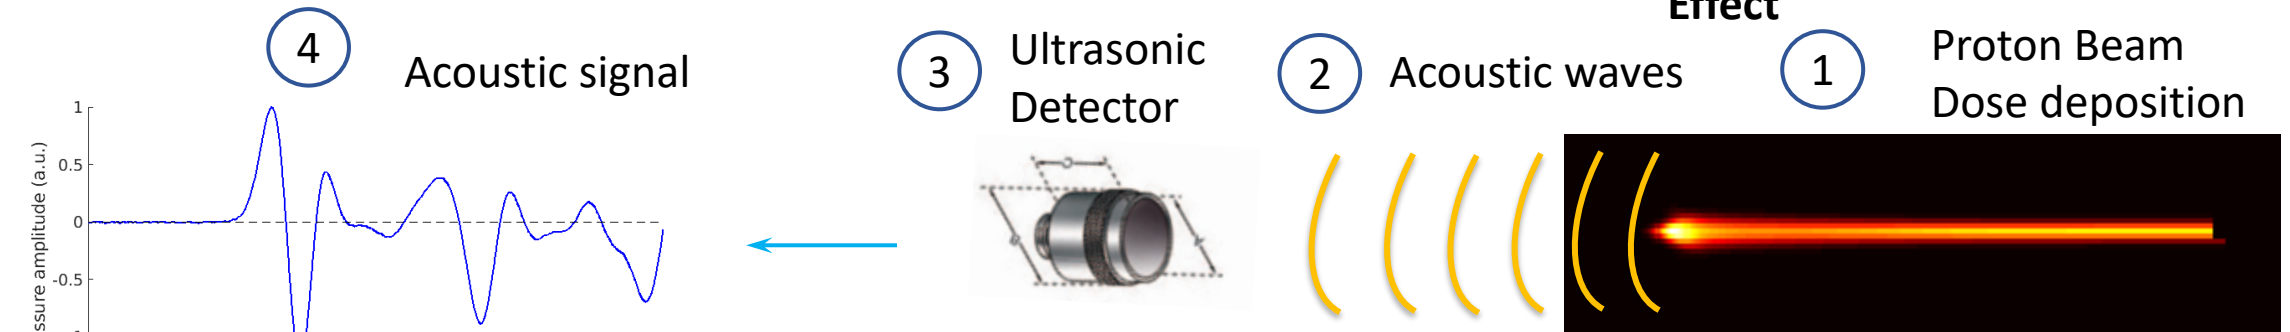 Effect
4
Acoustic signal
3
Ultrasonic
Detector
2
Acoustic waves
1
Proton Beam
Dose deposition
1
0.5
0
-0.5
ssure amplitude (a.u.)